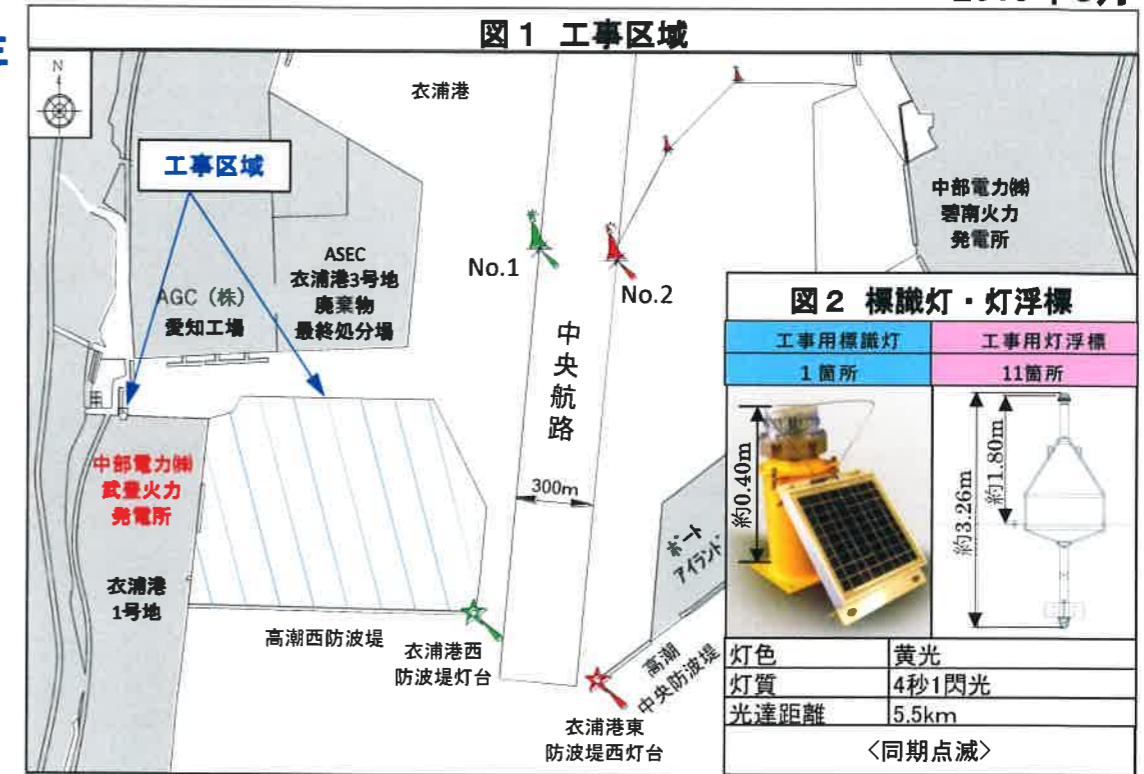 図1 工事区域
N
衣浦港
工事区域
中部電力㈱
碧南火力
発電所
ASEC
衣浦港3号地
廃棄物
最終処分場
AGC（株）
愛知工場
No.1
No.2
中央航路
300m
中部電力㈱
武豊火力
発電所
衣浦港
1号地
高潮西防波堤
衣浦港西
防波堤灯台
ポート
アイランド
高潮
中央防波堤
衣浦港東
防波堤西灯台
図2 標識灯・灯浮標
工事用標識灯 工事用灯浮標
1箇所 11箇所
約0.40m
約3.26m
約1.80m
灯色 黄光
灯質 4秒1閃光
光達距離 5.5km
〈同期点滅〉